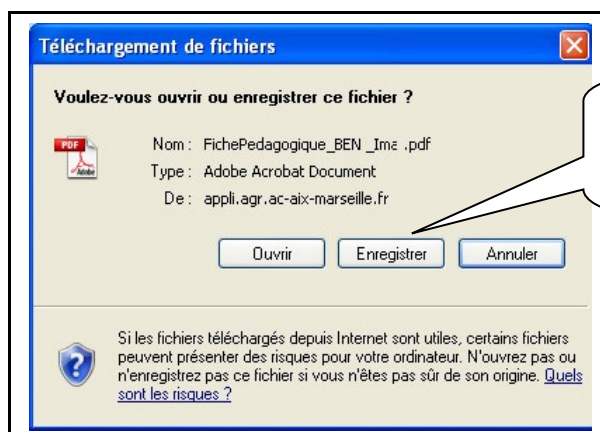 Téléchargement de fichiers
Voulez-vous ouvrir ou enregistrer ce fichier ?
PDF
Adobe
Nom : FichePedagogique_BEN _Ima .pdf
Type : Adobe Acrobat Document
De : appli.agr.ac-aix-marseille.fr
Ouvrir Enregistrer Annuler
Si les fichiers téléchargés depuis Internet sont utiles, certains fichiers
peuvent présenter des risques pour votre ordinateur. N'ouvrez pas ou
n'enregistrez pas ce fichier si vous n'êtes pas sûr de son origine. Quels
sont les risques ?